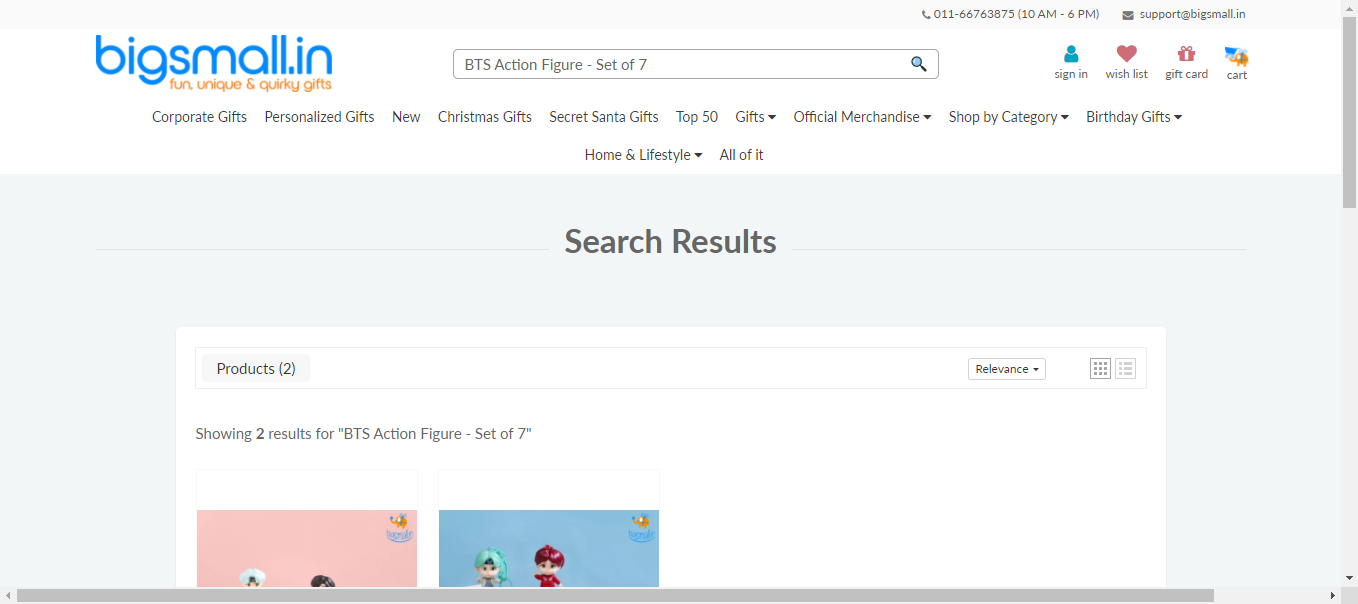 011-66763875 (10 AM - 6 PM) support@bigsmall.in
bigsmall.in
fun, unique & quirky gifts
BTS Action Figure - Set of 7
sign in wish list gift card cart
Corporate Gifts Personalized Gifts New Christmas Gifts Secret Santa Gifts Top 50 Gifts Official Merchandise Shop by Category Birthday Gifts
Home & Lifestyle All of it
Search Results
Products (2)
Relevance
Showing 2 results for "BTS Action Figure - Set of 7"
bigsmall.in
bigsmall.in